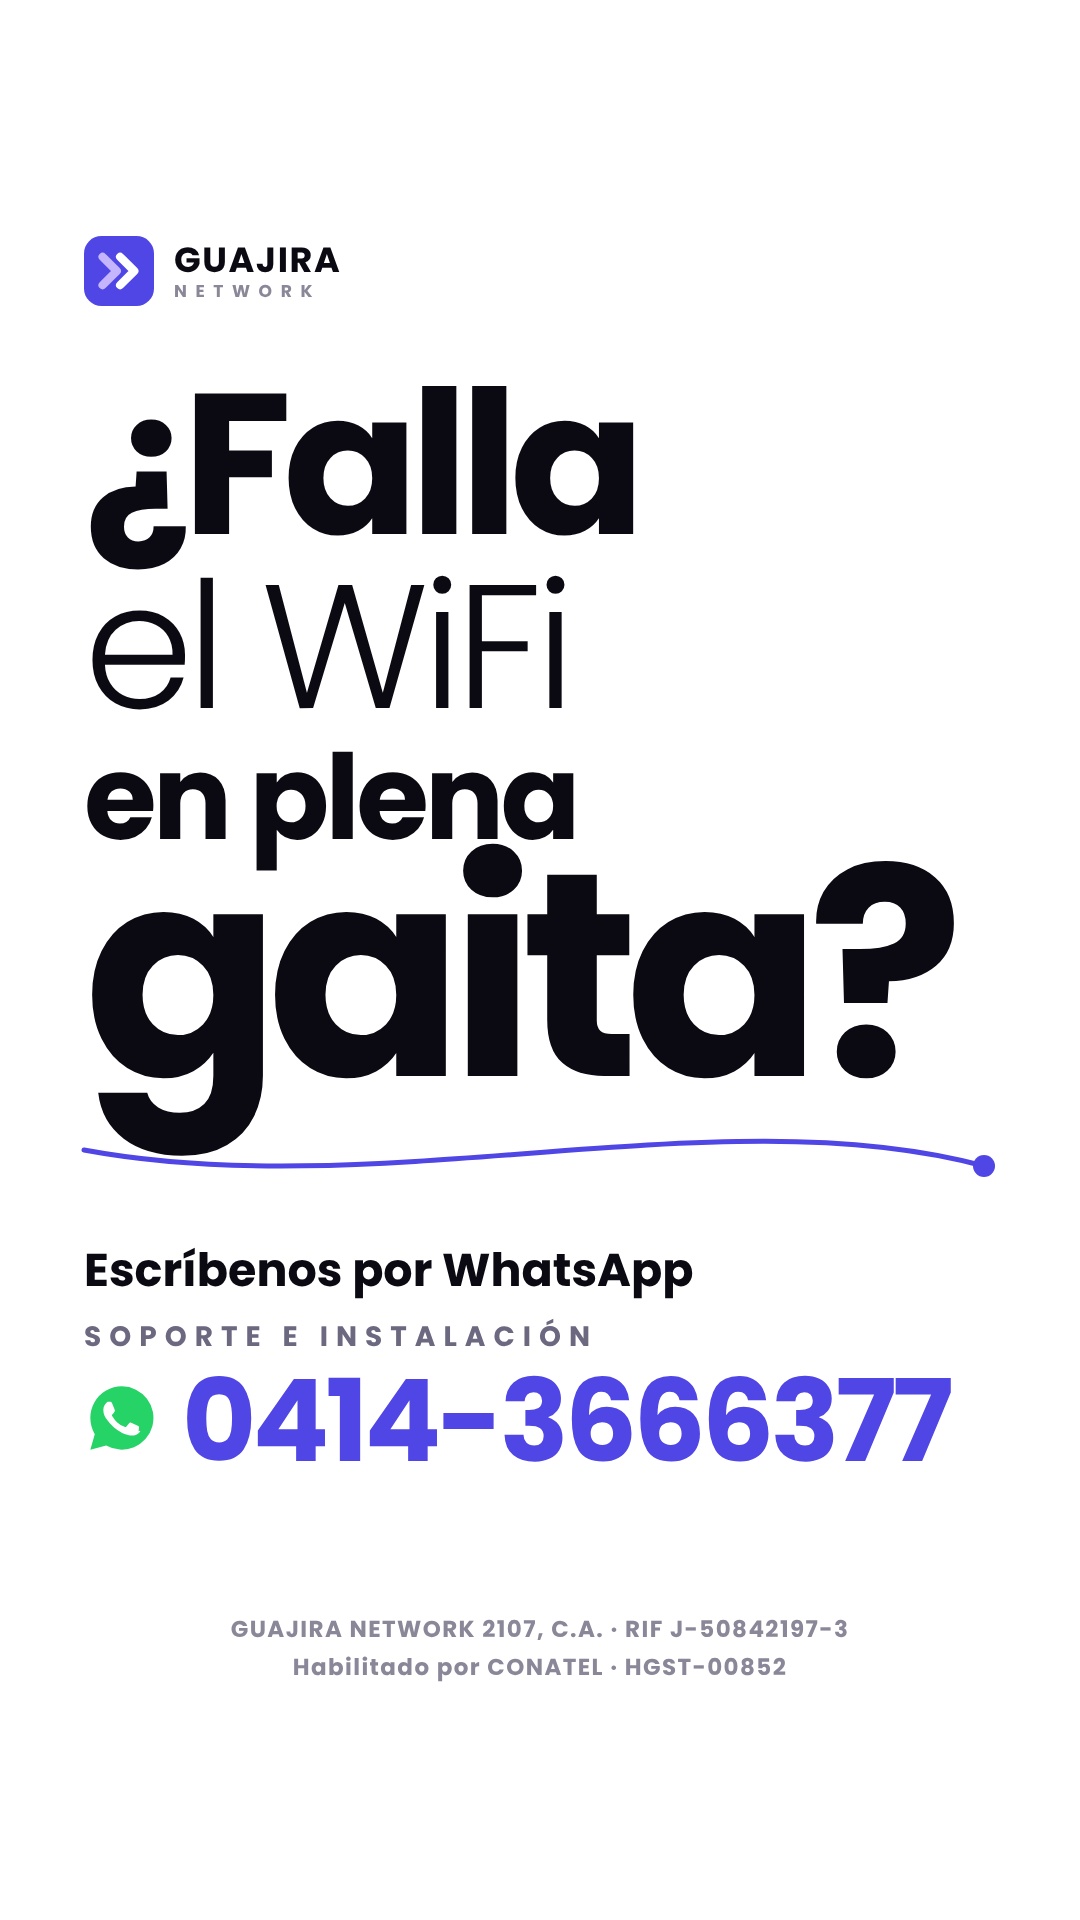 GUAJIRA
NETWORK
¿Falla
el WiFi
en plena
gaita?
Escríbenos por WhatsApp
SOPORTE E INSTALACIÓN
0414-3666377
GUAJIRA NETWORK 2107, C.A. · RIF J-50842197-3
Habilitado por CONATEL · HGST-00852